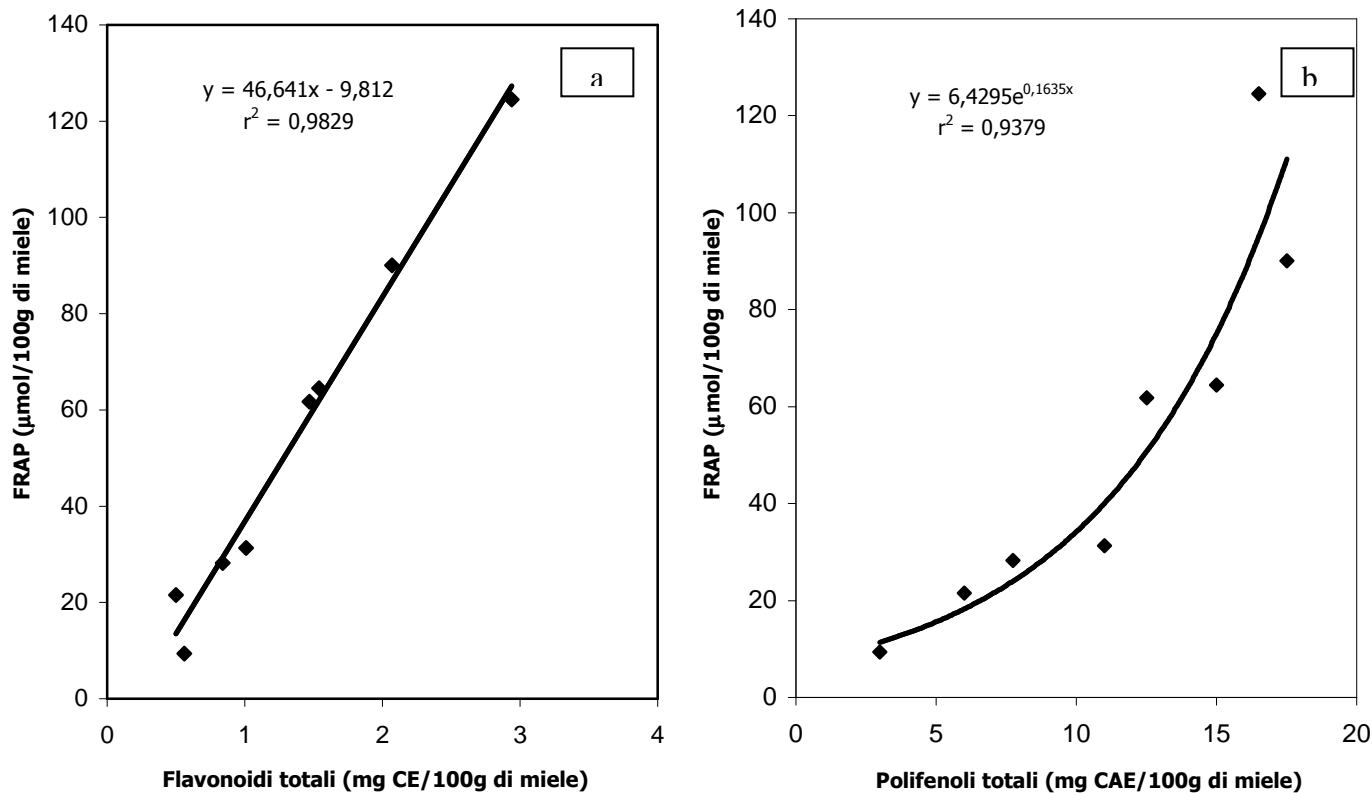 a
y = 46,641x - 9,812
r² = 0,9829
FRAP (μmol/100g di miele)
140
120
100
80
60
40
20
0
0 1 2 3 4
Flavonoidi totali (mg CE/100g di miele)
b
y = 6,4295e^0,1635x
r² = 0,9379
FRAP (μmol/100g di miele)
140
120
100
80
60
40
20
0
0 5 10 15 20
Polifenoli totali (mg CAE/100g di miele)